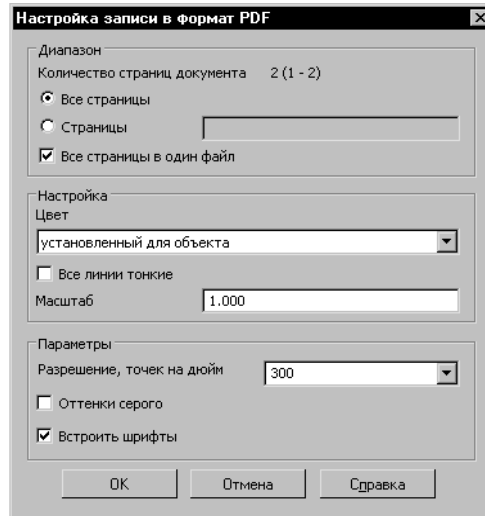 Настройка записи в формат PDF
Диапазон
Количество страниц документа 2 (1 - 2)
Все страницы
Страницы
Все страницы в один файл
Настройка
Цвет
установленный для объекта
Все линии тонкие
Масштаб 1.000
Параметры
Разрешение, точек на дюйм 300
Оттенки серого
Встроить шрифты
OK Отмена Справка